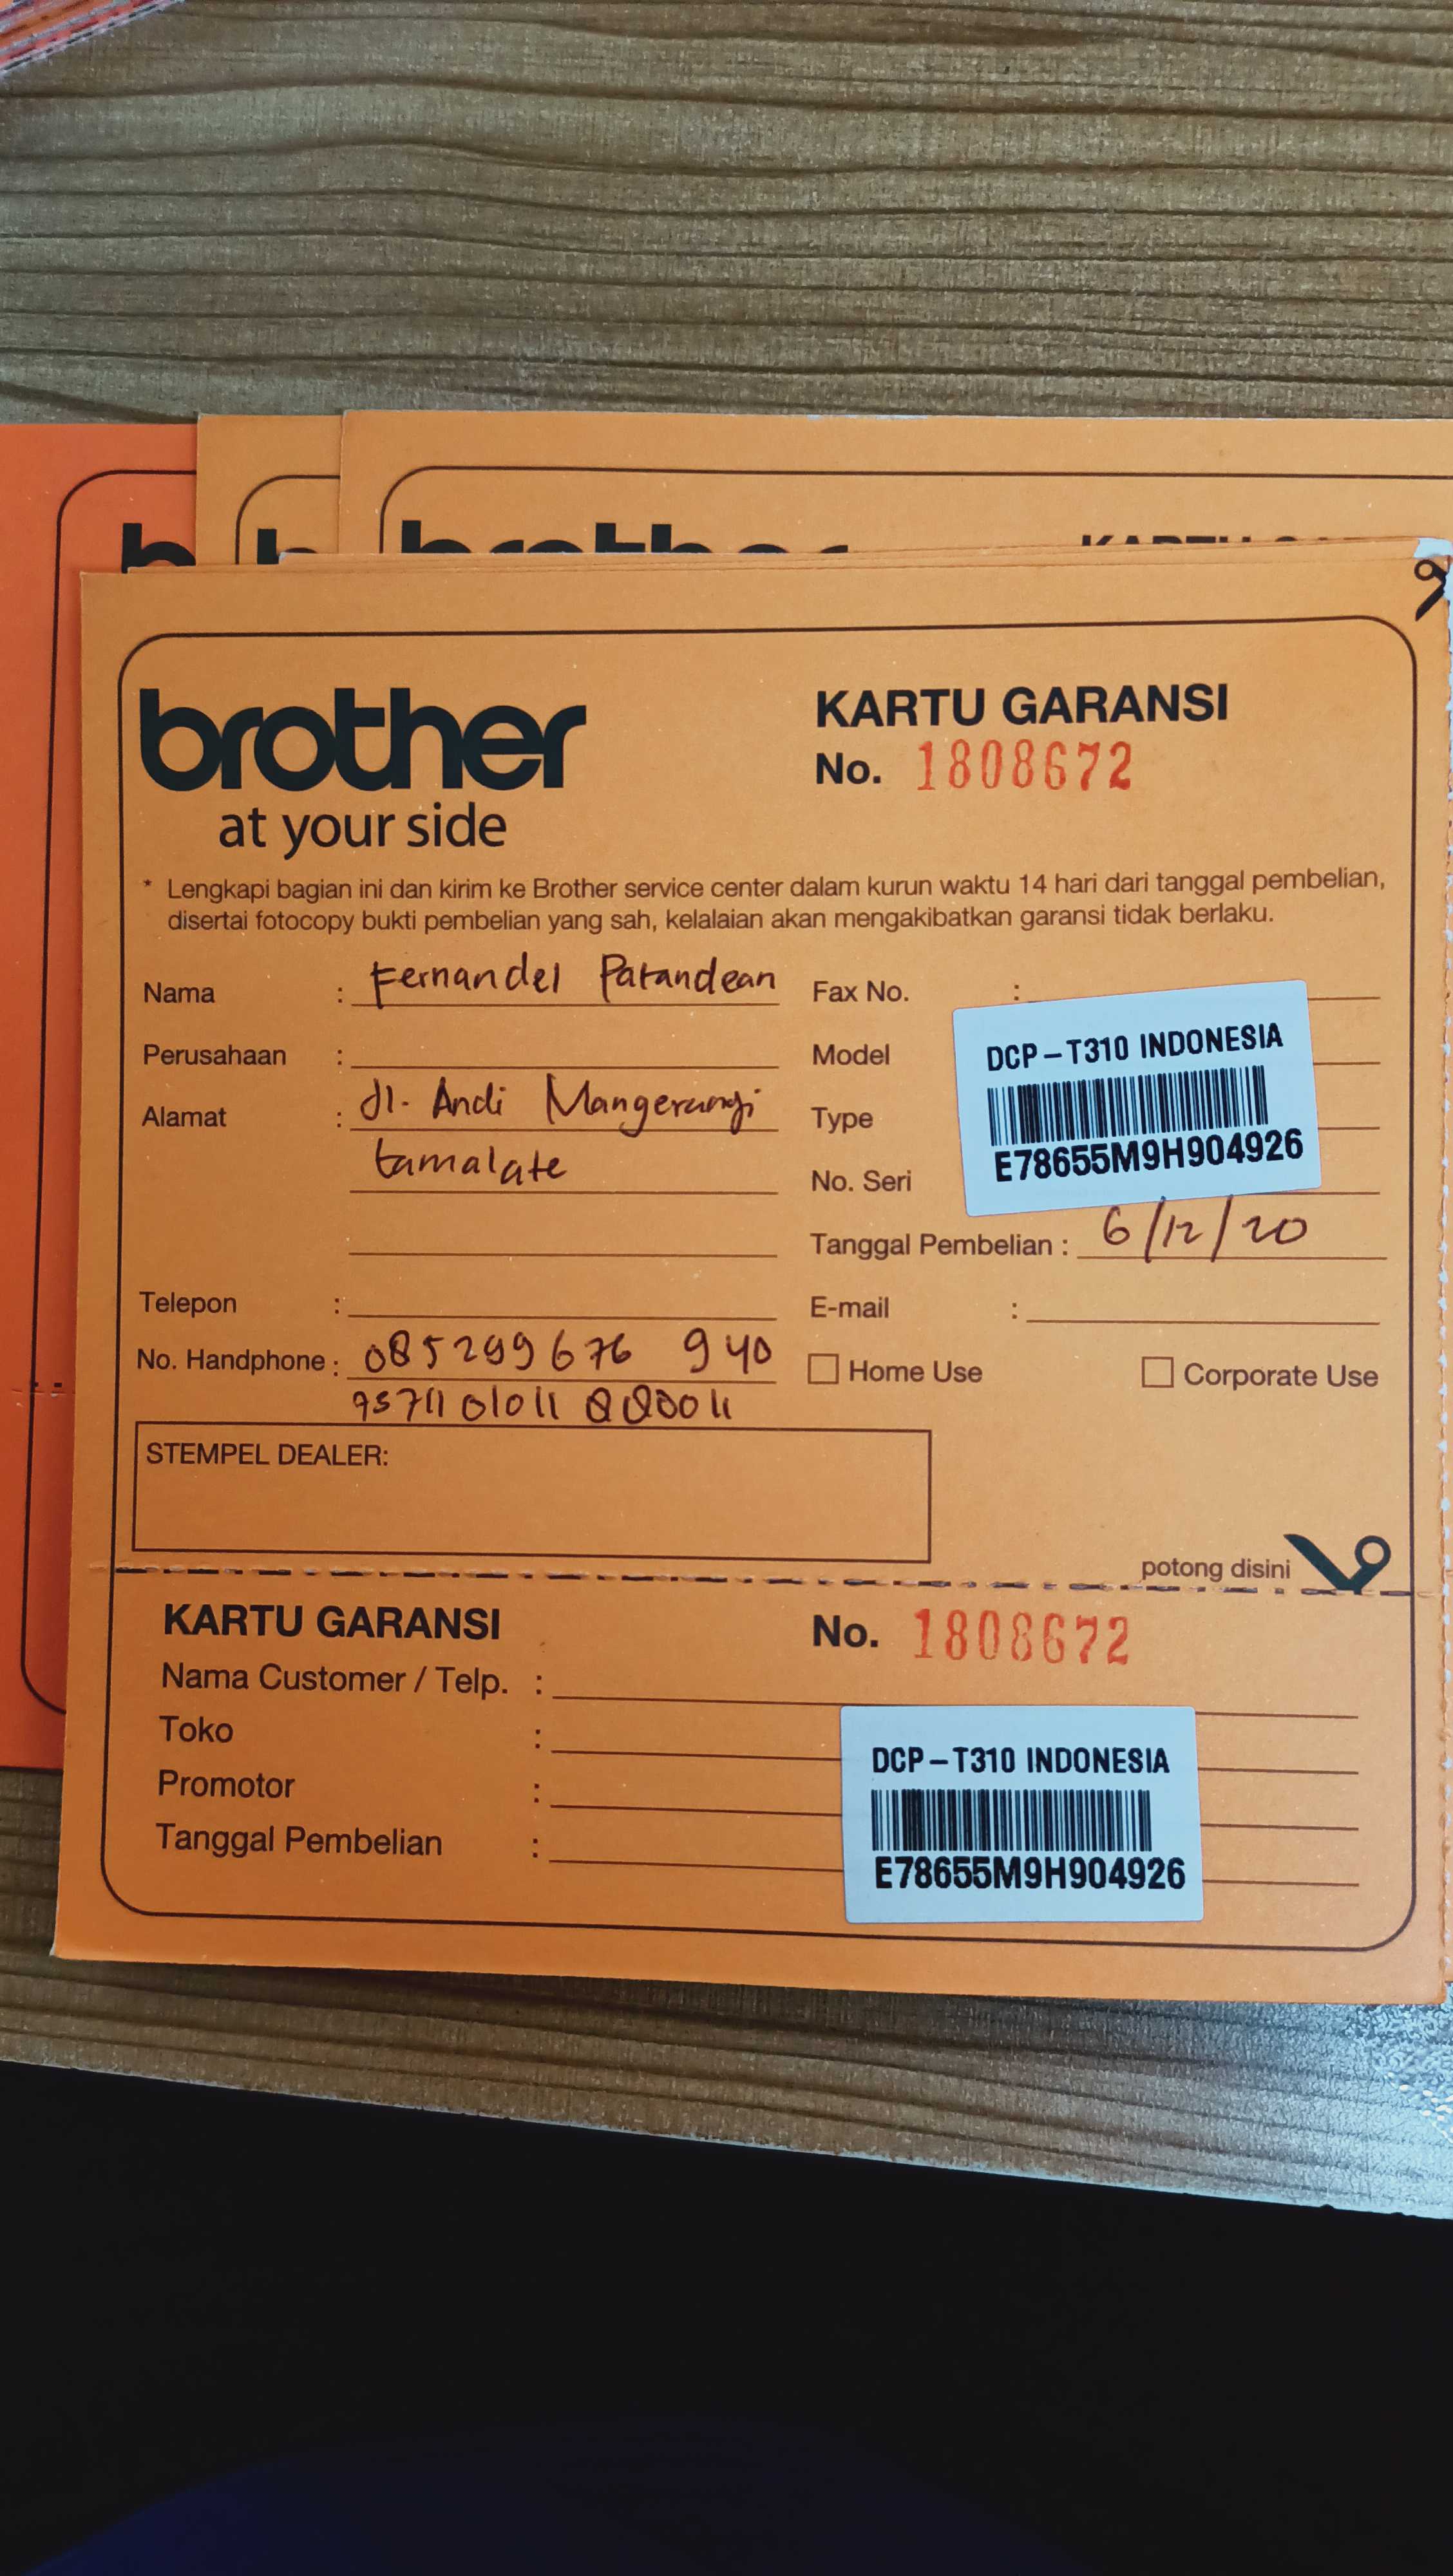 brother
KARTU GARANSI
No. 1808672
at your side
* Lengkapi bagian ini dan kirim ke Brother service center dalam kurun waktu 14 hari dari tanggal pembelian,
disertai fotocopy bukti pembelian yang sah, kelalaian akan mengakibatkan garansi tidak berlaku.
Nama : Fernandel Patandean
Fax No. :
Perusahaan :
Model
DCP-T310 INDONESIA
Alamat : Jl. Andi Mangerangi
Type
tamalate
No. Seri
E78655M9H904926
Tanggal Pembelian : 6/12/20
Telepon :
E-mail :
No. Handphone : 085299676 940
Home Use
Corporate Use
STEMPEL DEALER:
potong disini
KARTU GARANSI
No. 1808672
Nama Customer / Telp. :
Toko :
DCP-T310 INDONESIA
Promotor :
Tanggal Pembelian :
E78655M9H904926